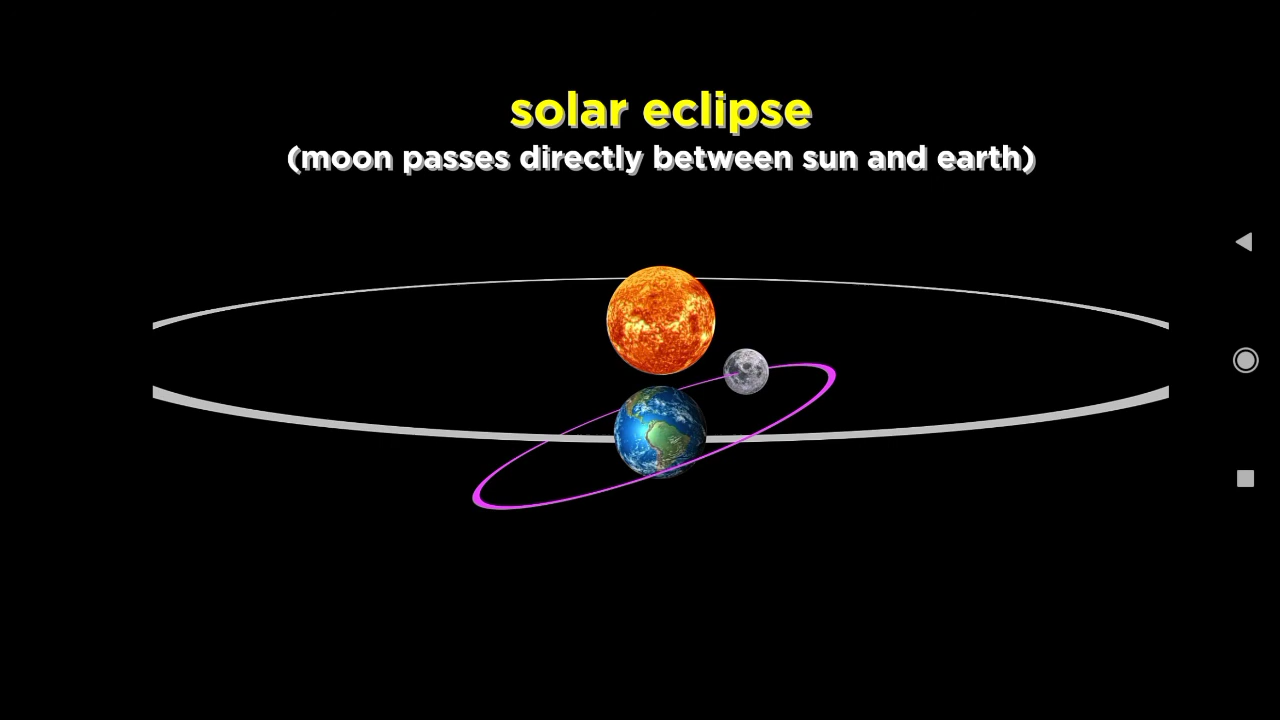 solar eclipse
(moon passes directly between sun and earth)